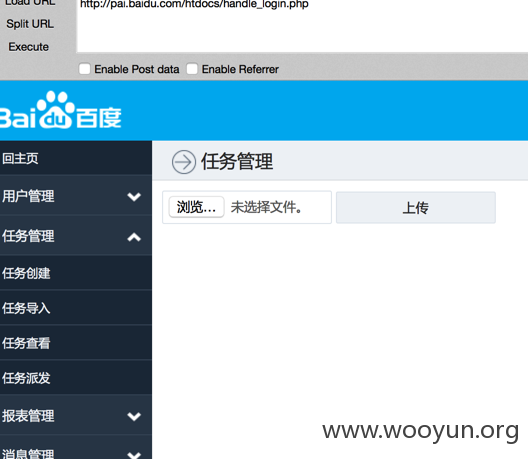 Load URL
http://pai.baidu.com/htdocs/handle_login.php
Split URL
Execute
Enable Post data
Enable Referrer
Bai du 百度
回主页
任务管理
用户管理
浏览... 未选择文件。
上传
任务管理
任务创建
任务导入
任务查看
任务派发
报表管理
消息管理
www.wooyun.org